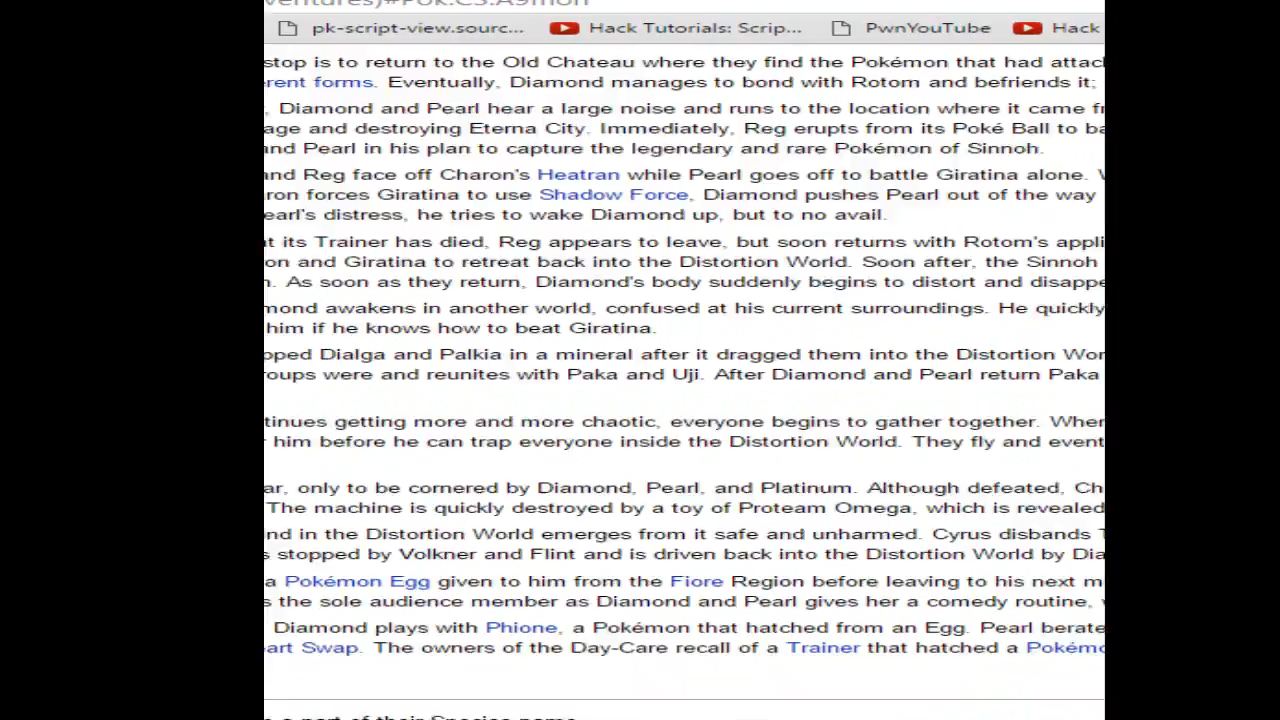 ventures)#Pok.C3.A9mon
pk-script-view.sourc... Hack Tutorials: Scrip... PwnYouTube Hack
stop is to return to the Old Chateau where they find the Pokémon that had attac
rent forms. Eventually, Diamond manages to bond with Rotom and befriends it;
, Diamond and Pearl hear a large noise and runs to the location where it came fr
age and destroying Eterna City. Immediately, Reg erupts from its Poké Ball to ba
and Pearl in his plan to capture the legendary and rare Pokémon of Sinnoh.
and Reg face off Charon's Heatran while Pearl goes off to battle Giratina alone. W
ron forces Giratina to use Shadow Force, Diamond pushes Pearl out of the way
earl's distress, he tries to wake Diamond up, but to no avail.
t its Trainer has died, Reg appears to leave, but soon returns with Rotom's appli
on and Giratina to retreat back into the Distortion World. Soon after, the Sinnoh
n. As soon as they return, Diamond's body suddenly begins to distort and disappe
mond awakens in another world, confused at his current surroundings. He quickly
him if he knows how to beat Giratina.
pped Dialga and Palkia in a mineral after it dragged them into the Distortion Wor
roups were and reunites with Paka and Uji. After Diamond and Pearl return Paka
tinues getting more and more chaotic, everyone begins to gather together. When
r him before he can trap everyone inside the Distortion World. They fly and event
ar, only to be cornered by Diamond, Pearl, and Platinum. Although defeated, Ch
The machine is quickly destroyed by a toy of Proteam Omega, which is revealed
nd in the Distortion World emerges from it safe and unharmed. Cyrus disbands T
s stopped by Volkner and Flint and is driven back into the Distortion World by Dia
a Pokémon Egg given to him from the Fiore Region before leaving to his next m
s the sole audience member as Diamond and Pearl gives her a comedy routine, w
Diamond plays with Phione, a Pokémon that hatched from an Egg. Pearl berate
art Swap. The owners of the Day-Care recall of a Trainer that hatched a Pokémo
a part of their Species name